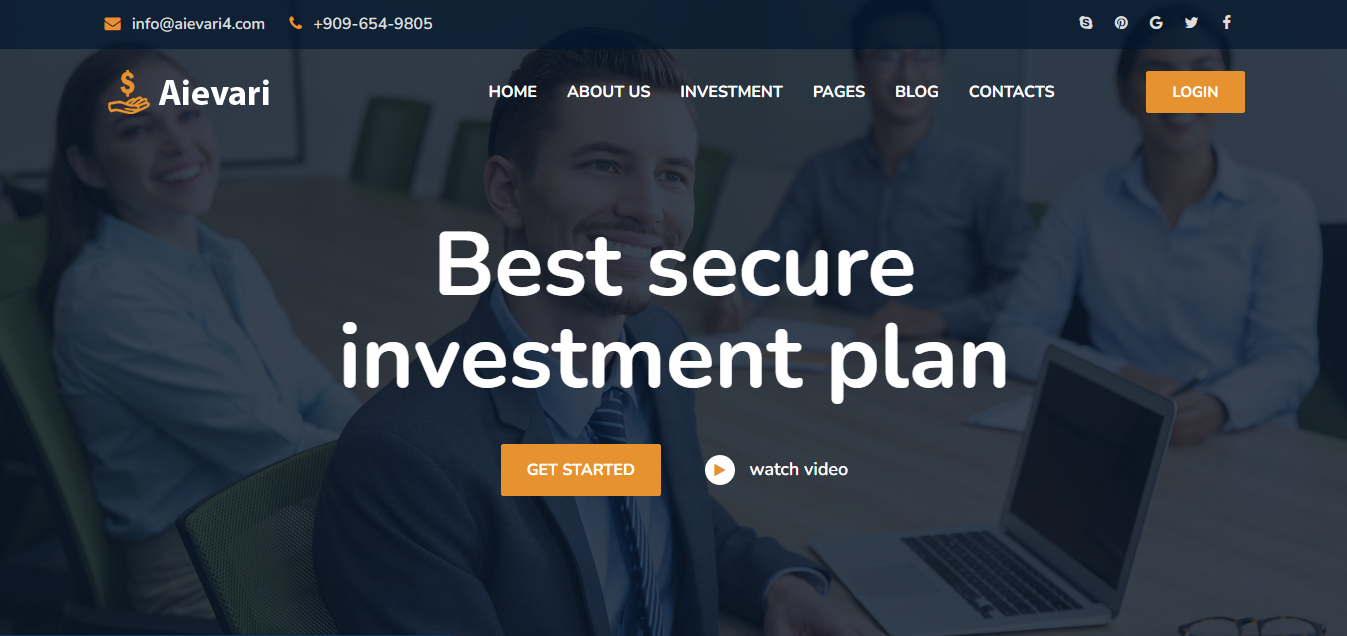 info@aievari4.com +909-654-9805
Aievari
HOME ABOUT US INVESTMENT PAGES BLOG CONTACTS LOGIN
Best secure
investment plan
GET STARTED watch video